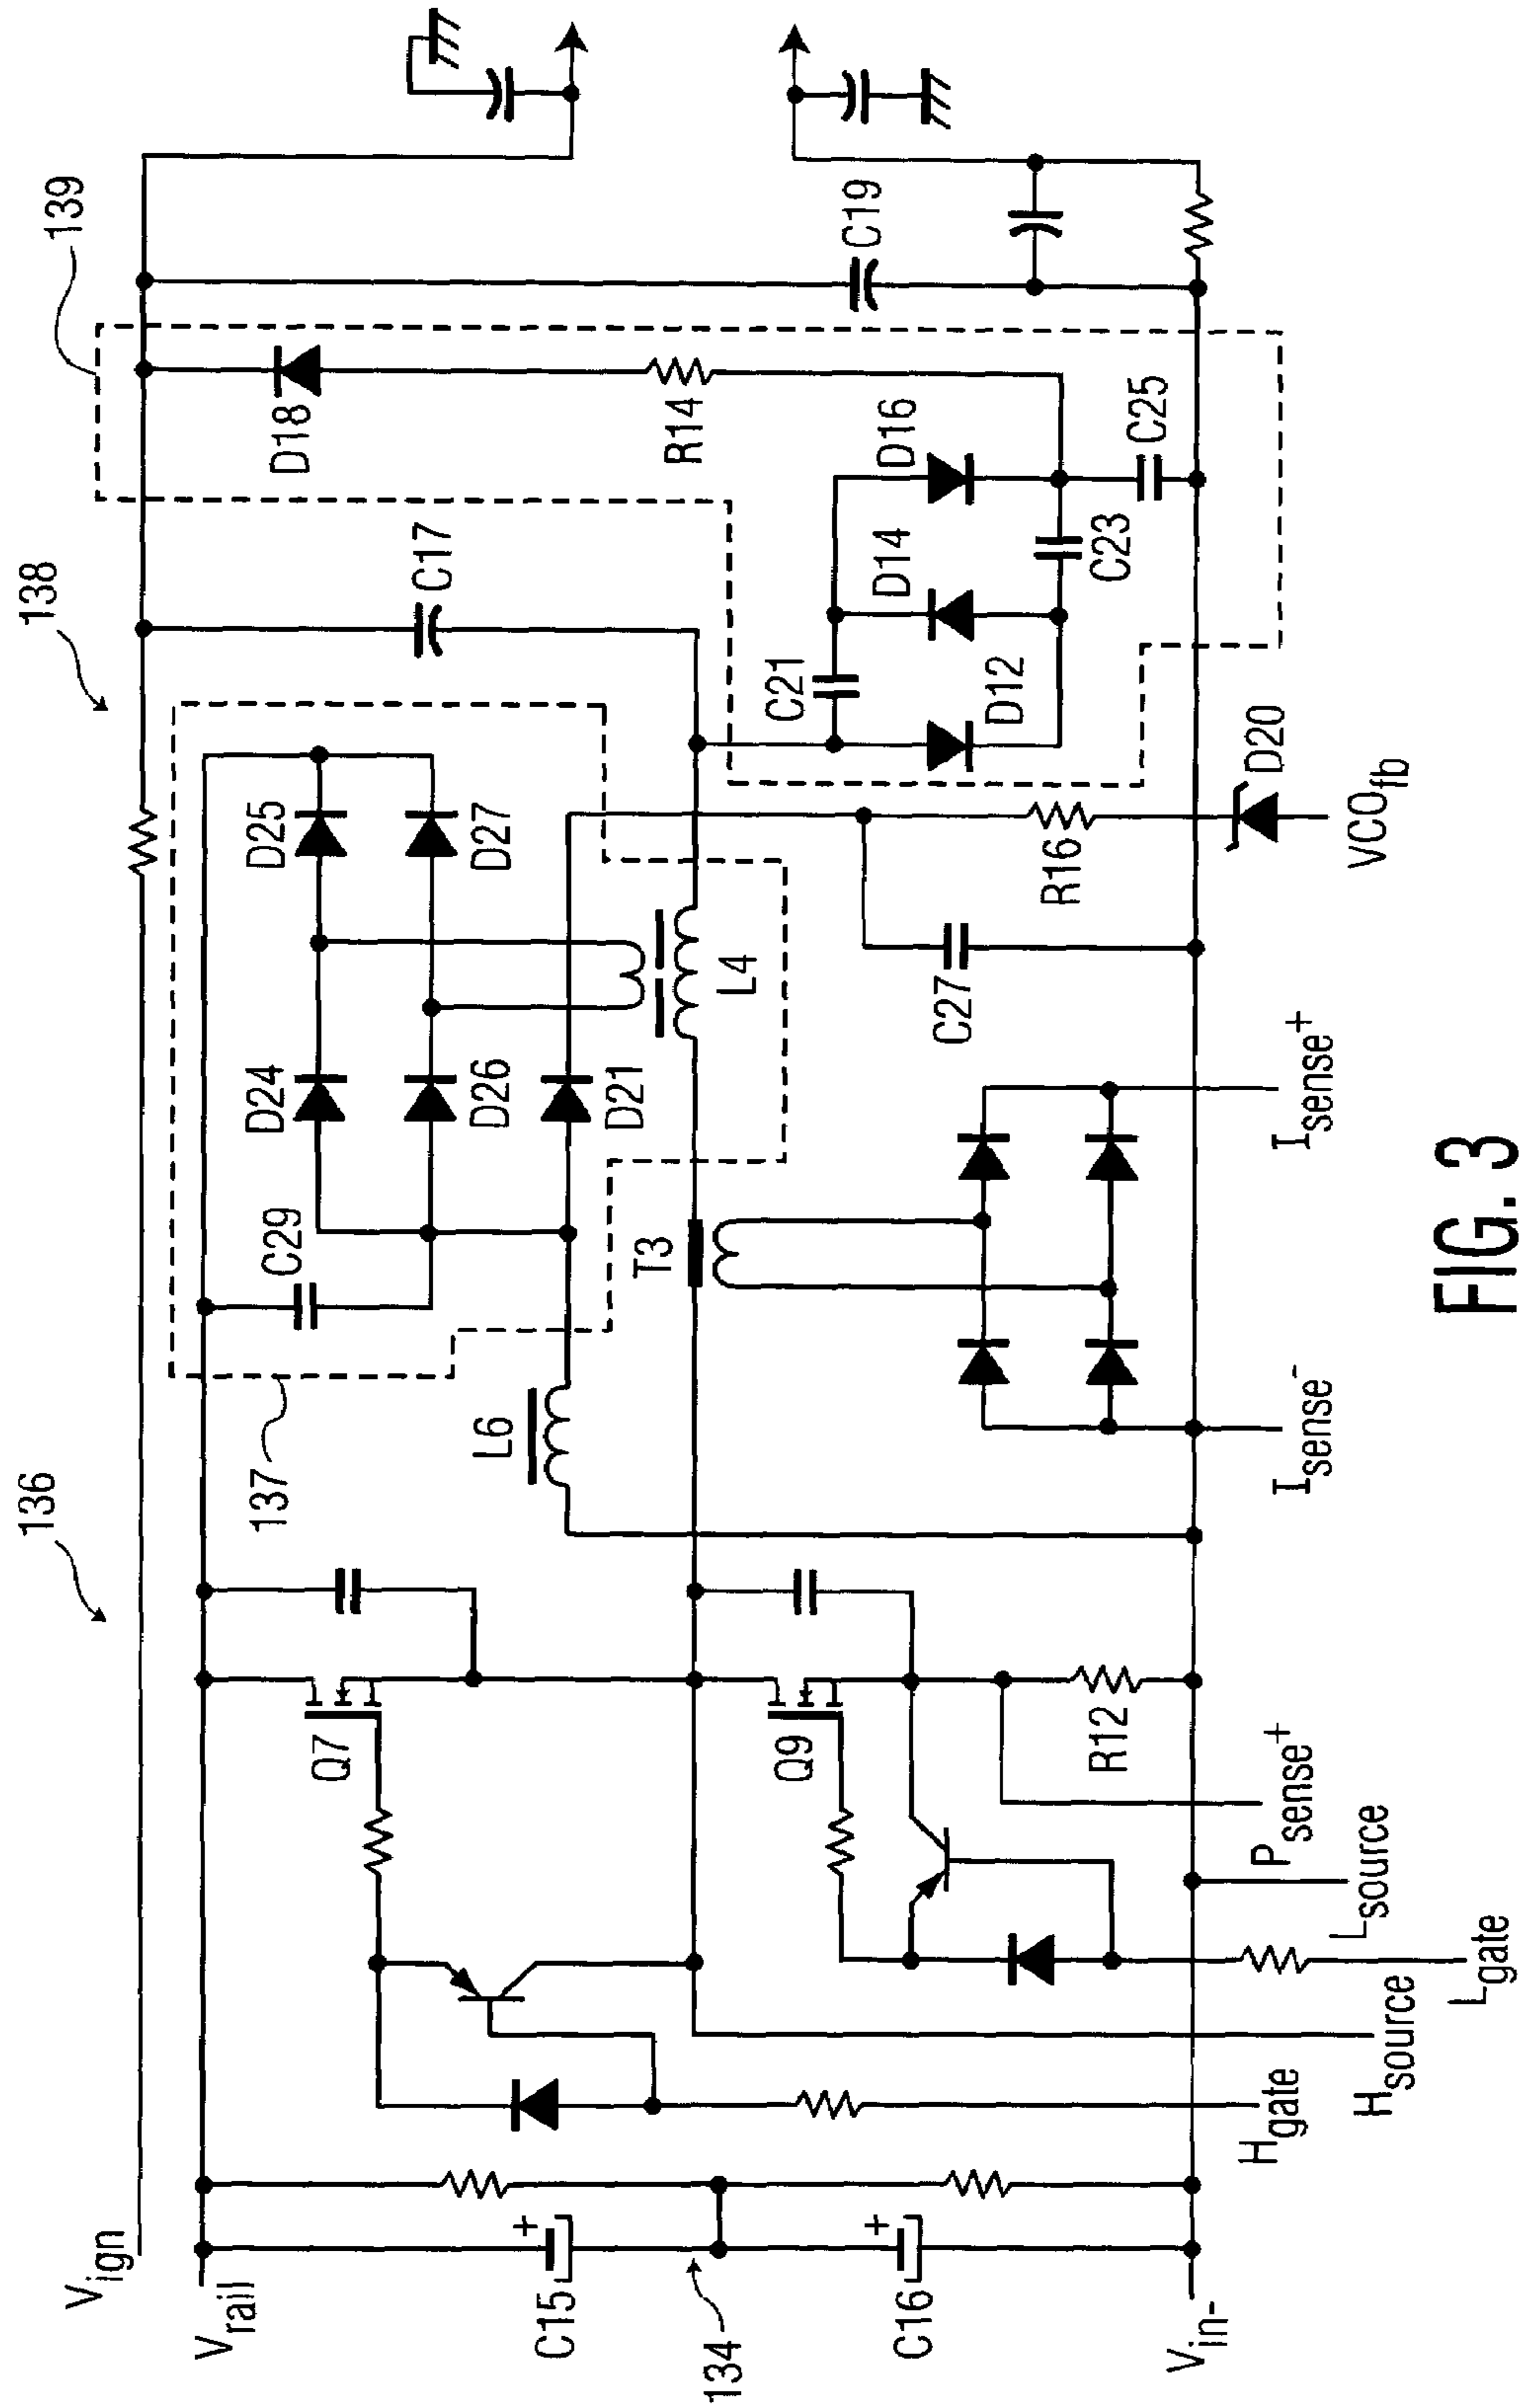 136
138
139
V_ign
V_rail
137
C29
D24
D25
D18
C17
L6
D26
D27
Q7
D21
R14
C15
134
T3
L4
C21
D14
D16
C19
Q9
D12
C16
C27
R16
C23
C25
R12
V_in-
D20
H_gate
P_sense+
I_sense-
I_sense+
VCO_fb
H_source
L_source
L_gate
+
+
FIG. 3